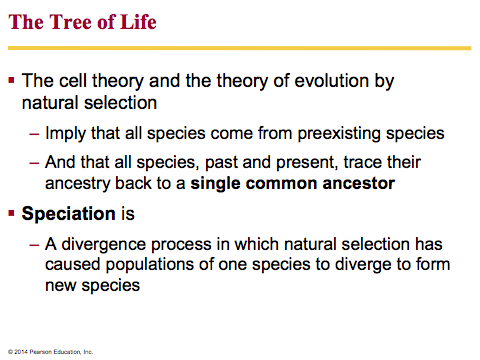 The Tree of Life
▪ The cell theory and the theory of evolution by
natural selection
– Imply that all species come from preexisting species
– And that all species, past and present, trace their
ancestry back to a single common ancestor
▪ Speciation is
– A divergence process in which natural selection has
caused populations of one species to diverge to form
new species
© 2014 Pearson Education, Inc.